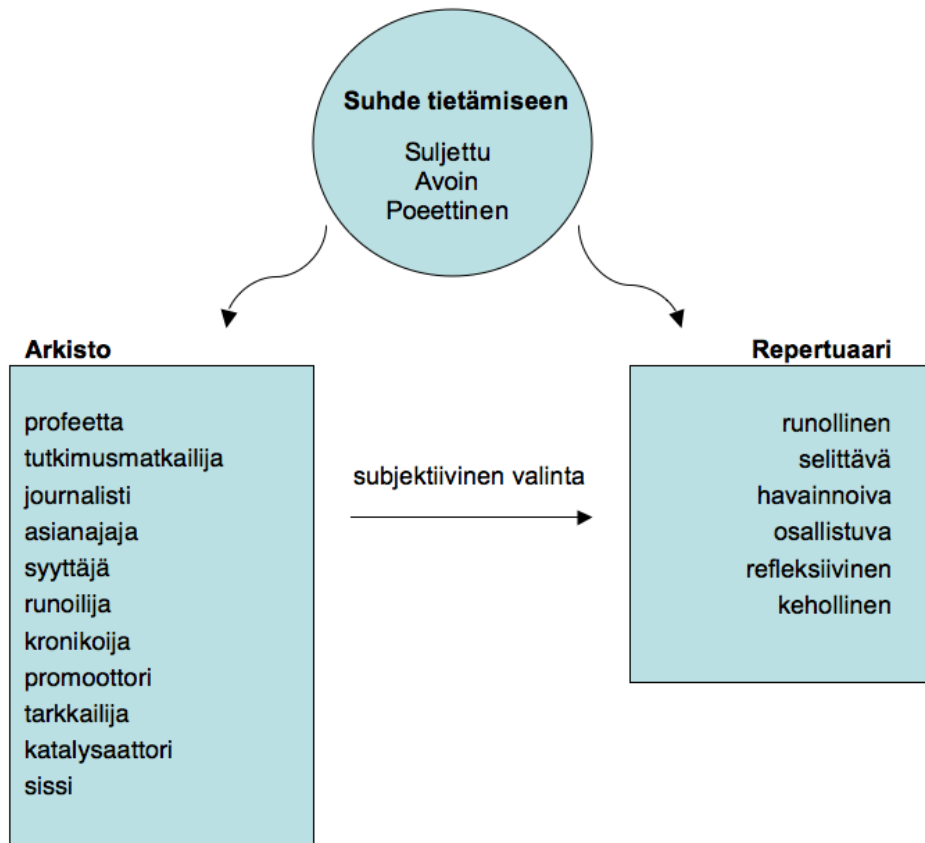 Suhde tietämiseen
Suljettu
Avoin
Poeettinen
Arkisto
profeetta
tutkimusmatkailija
journalisti
asianajaja
syyttäjä
runoilija
kronikoija
promoottori
tarkkailija
katalysaattori
sissi
subjektiivinen valinta
Repertuaari
runollinen
selittävä
havainnoiva
osallistuva
refleksiivinen
kehollinen